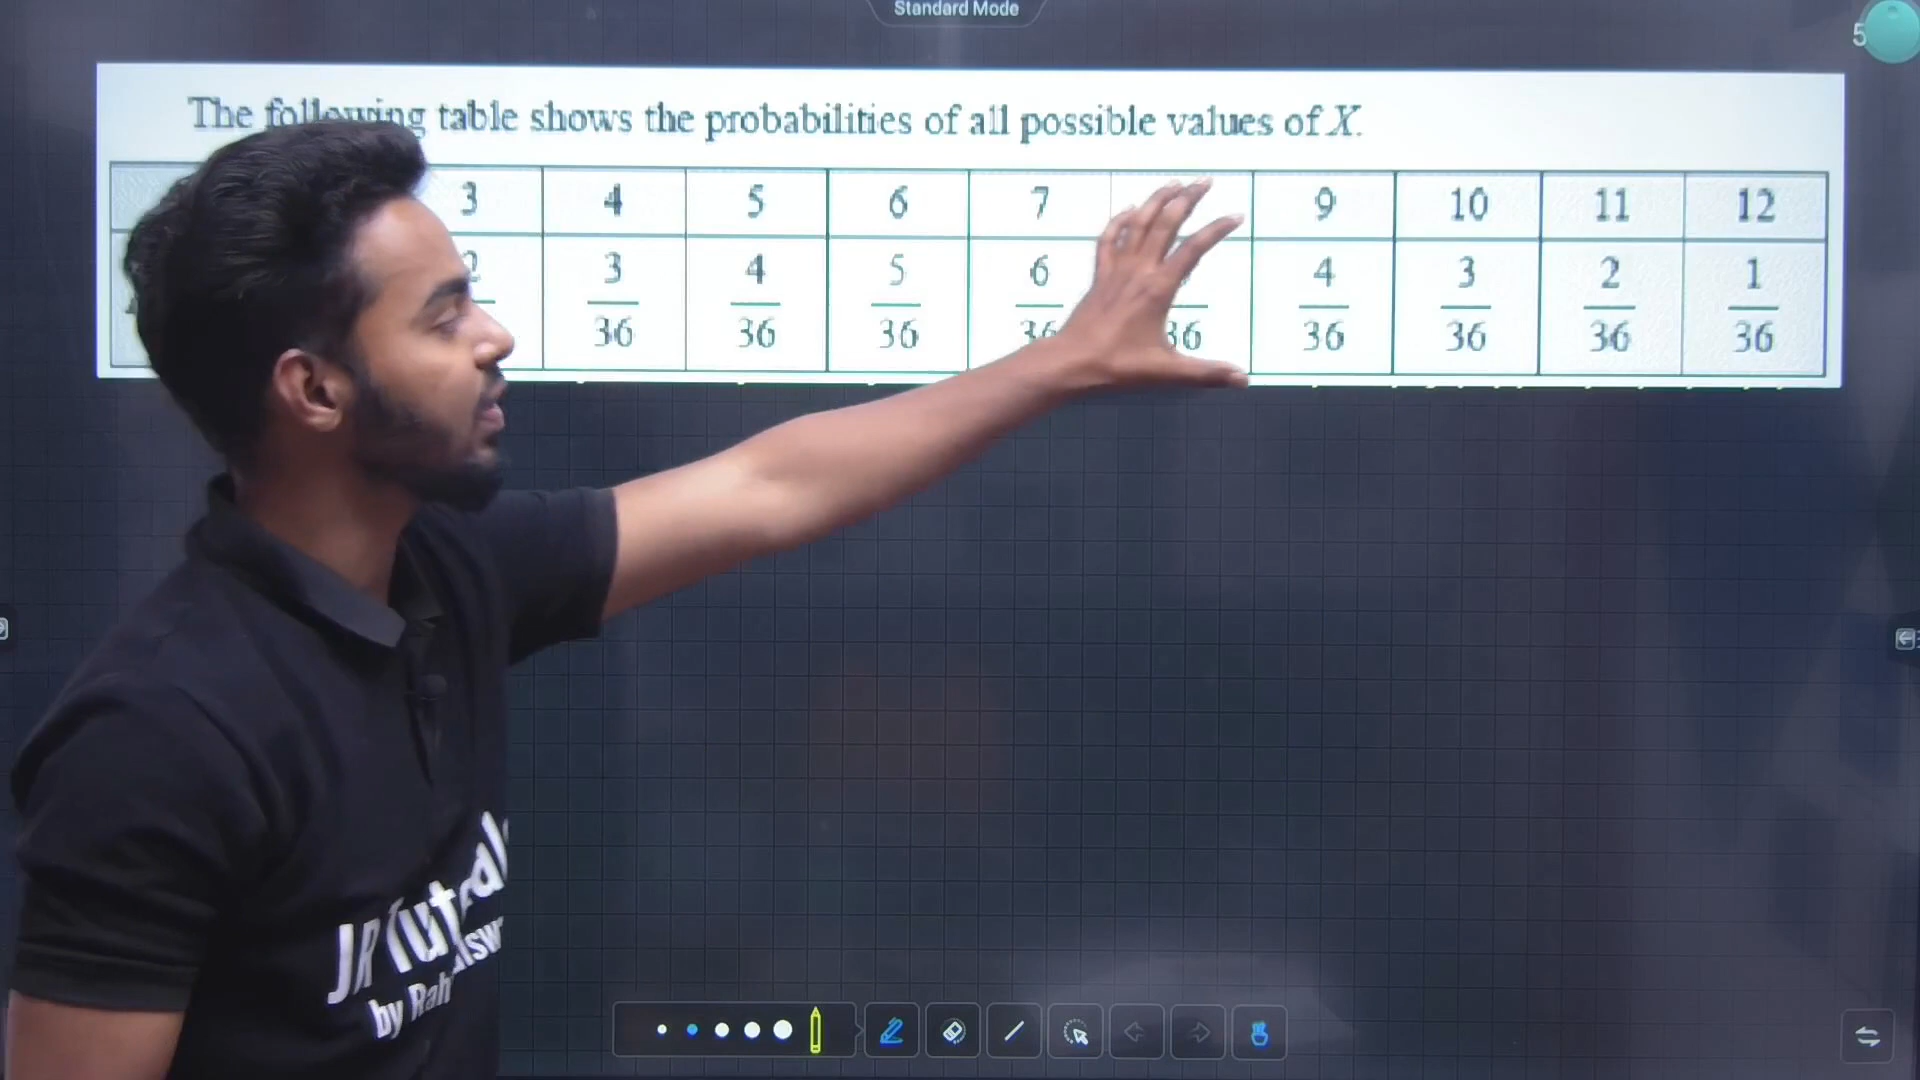 Standard Mode
5
The following table shows the probabilities of all possible values of X.
3 4 5 6 7 9 10 11 12
2 3 4 5 6 4 3 2 1
36 36 36 36 36 36 36 36 36
JR
by